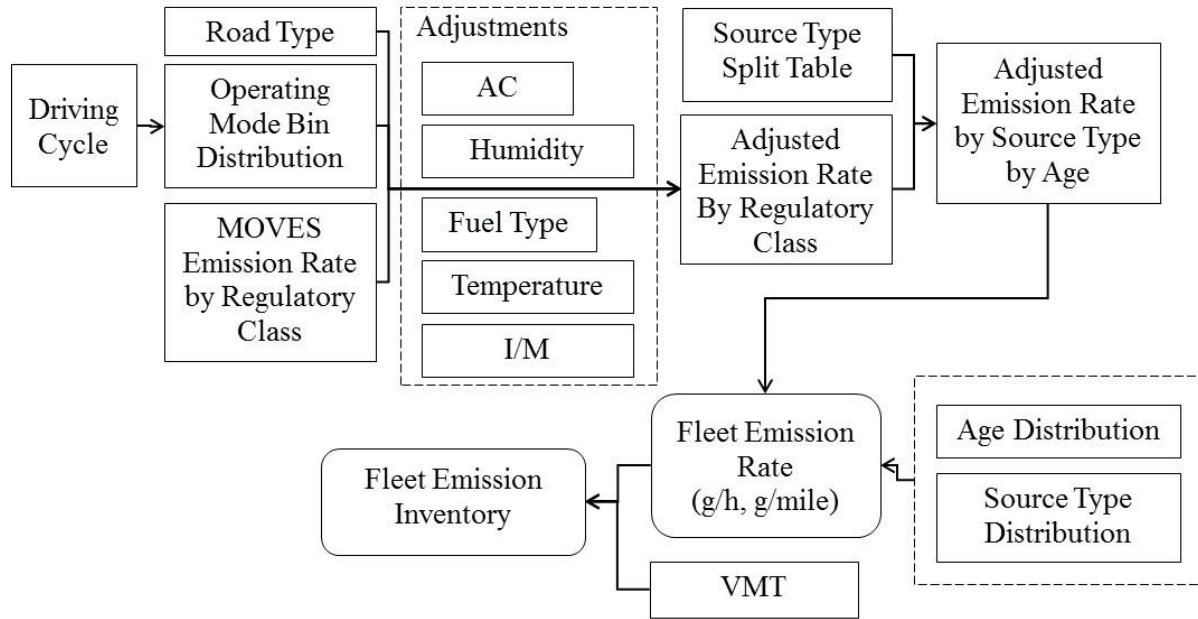 Road Type
Driving
Cycle
Operating
Mode Bin
Distribution
MOVES
Emission Rate
by Regulatory
Class
Adjustments
AC
Humidity
Fuel Type
Temperature
I/M
Source Type
Split Table
Adjusted
Emission Rate
By Regulatory
Class
Adjusted
Emission Rate
by Source Type
by Age
Fleet Emission
Rate
(g/h, g/mile)
Age Distribution
Source Type
Distribution
Fleet Emission
Inventory
VMT